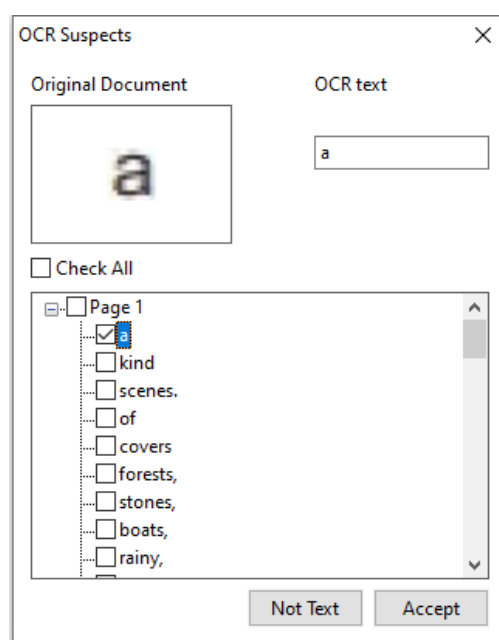 OCR Suspects
Original Document
OCR text
a
a
Check All
Page 1
a
kind
scenes.
of
covers
forests,
stones,
boats,
rainy,
Not Text
Accept